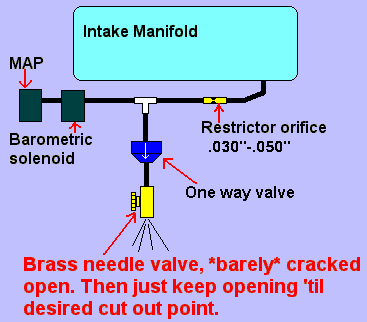 Intake Manifold
MAP
Barometric
solenoid
Restrictor orifice
.030"-.050"
One way valve
Brass needle valve, *barely* cracked
open. Then just keep opening 'til
desired cut out point.